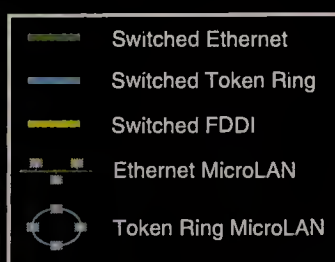 Switched Ethernet
Switched Token Ring
Switched FDDI
Ethernet MicroLAN
Token Ring MicroLAN